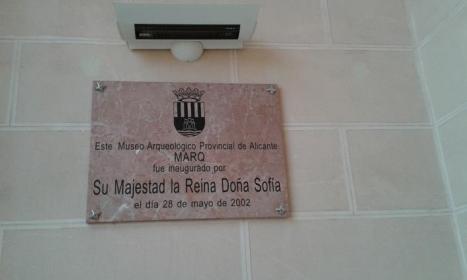 Este Museo Arqueológico Provincial de Alicante
MARQ
fue inaugurado por
Su Majestad la Reina Doña Sofía
el día 28 de mayo de 2002